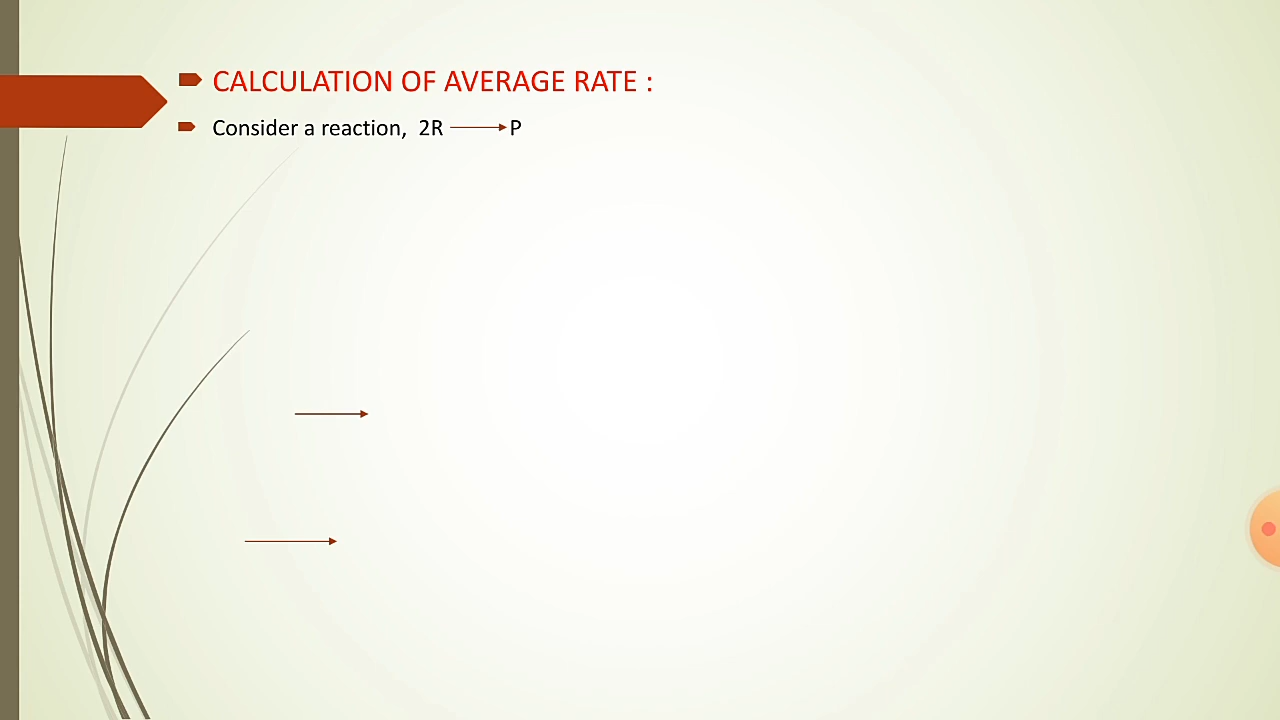 CALCULATION OF AVERAGE RATE :
Consider a reaction, 2R ⟶ P